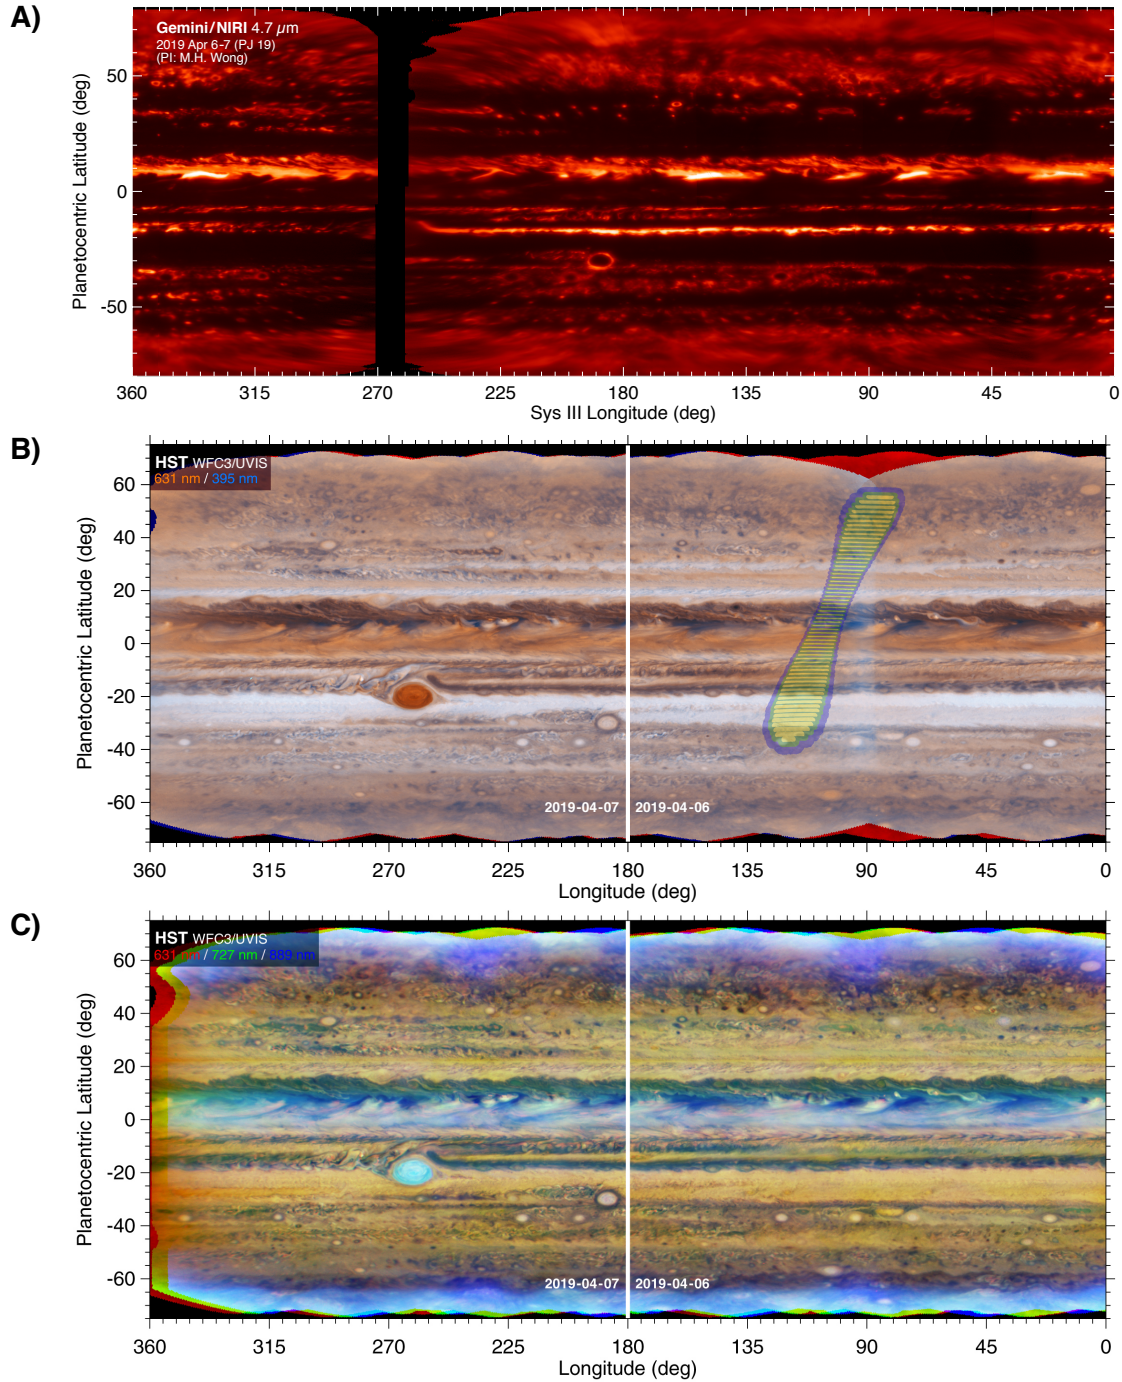 A)
Gemini/NIRI 4.7 µm
2019 Apr 6-7 (PJ 19)
(PI: M.H. Wong)
Planetocentric Latitude (deg)
50
0
-50
360 315 270 225 180 135 90 45 0
Sys III Longitude (deg)
B)
HST WFC3/UVIS
631 nm / 395 nm
Planetocentric Latitude (deg)
60
40
20
0
-20
-40
-60
2019-04-07 2019-04-06
360 315 270 225 180 135 90 45 0
Longitude (deg)
C)
HST WFC3/UVIS
631 nm / 727 nm / 889 nm
Planetocentric Latitude (deg)
60
40
20
0
-20
-40
-60
2019-04-07 2019-04-06
360 315 270 225 180 135 90 45 0
Longitude (deg)